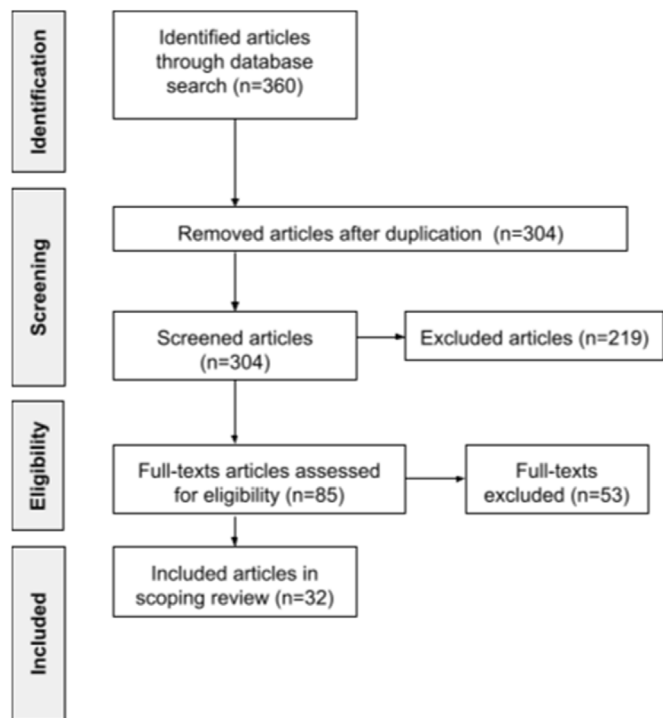 Identification
Identified articles
through database
search (n=360)
Screening
Removed articles after duplication (n=304)
Screened articles
(n=304)
Excluded articles (n=219)
Eligibility
Full-texts articles assessed
for eligibility (n=85)
Full-texts
excluded (n=53)
Included
Included articles in
scoping review (n=32)